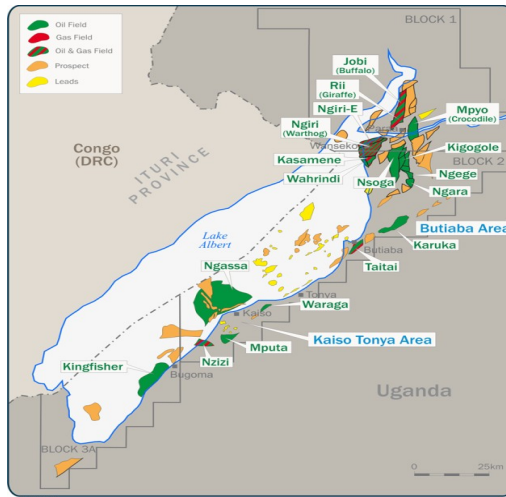 Oil Field
Gas Field
Oil & Gas Field
Prospect
Leads
BLOCK 1
Jobi
(Buffalo)
Rii
(Giraffe)
Ngiri-E
Mpyo
(Crocodile)
Ngiri
(Warthog)
Wanseko
Congo
(DRC)
ITURI
PROVINCE
Kasamene
Kigogole
BLOCK 2
Wahrindi
Nsoga
Ngege
Ngara
Lake
Albert
Butiaba Area
Butiaba
Karuka
Ngassa
Taitai
Tonya
Waraga
Kaiso
Kaiso Tonya Area
Mputa
Kingfisher
Nzizi
Bugoma
Uganda
BLOCK 3A
0 25km